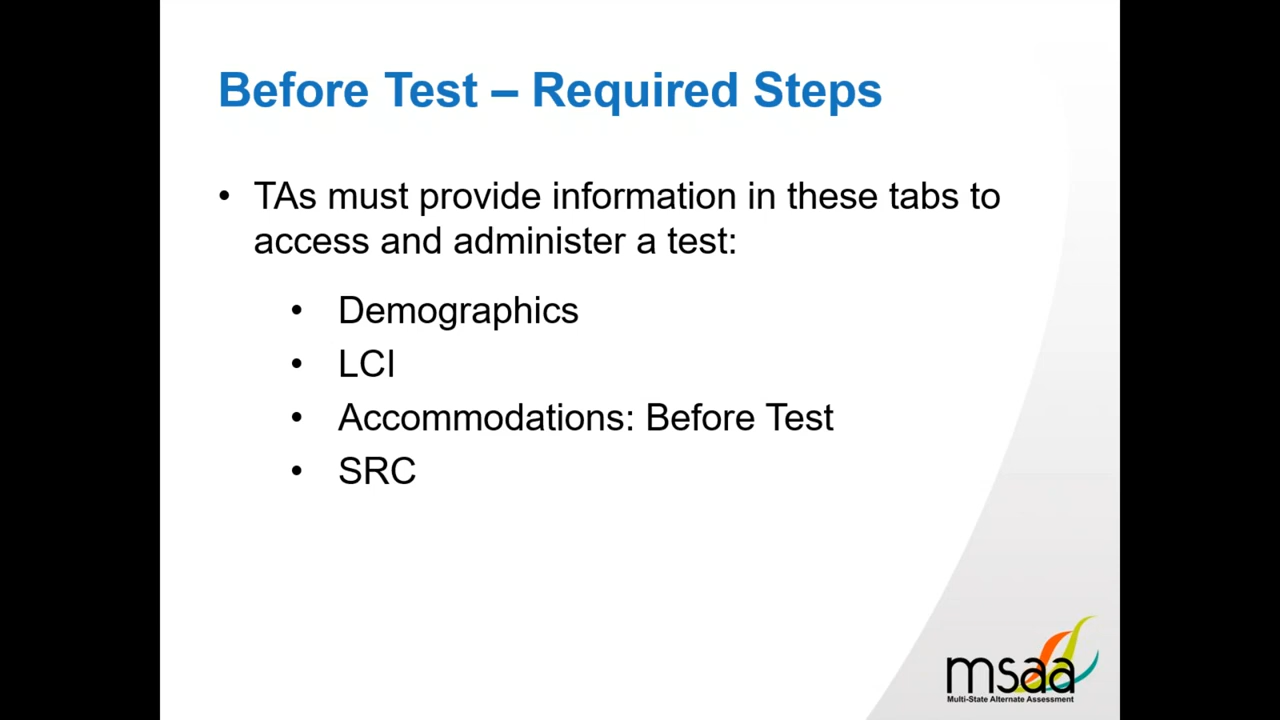 Before Test – Required Steps
• TAs must provide information in these tabs to
access and administer a test:
• Demographics
• LCI
• Accommodations: Before Test
• SRC
msaa
Multi-State Alternate Assessment